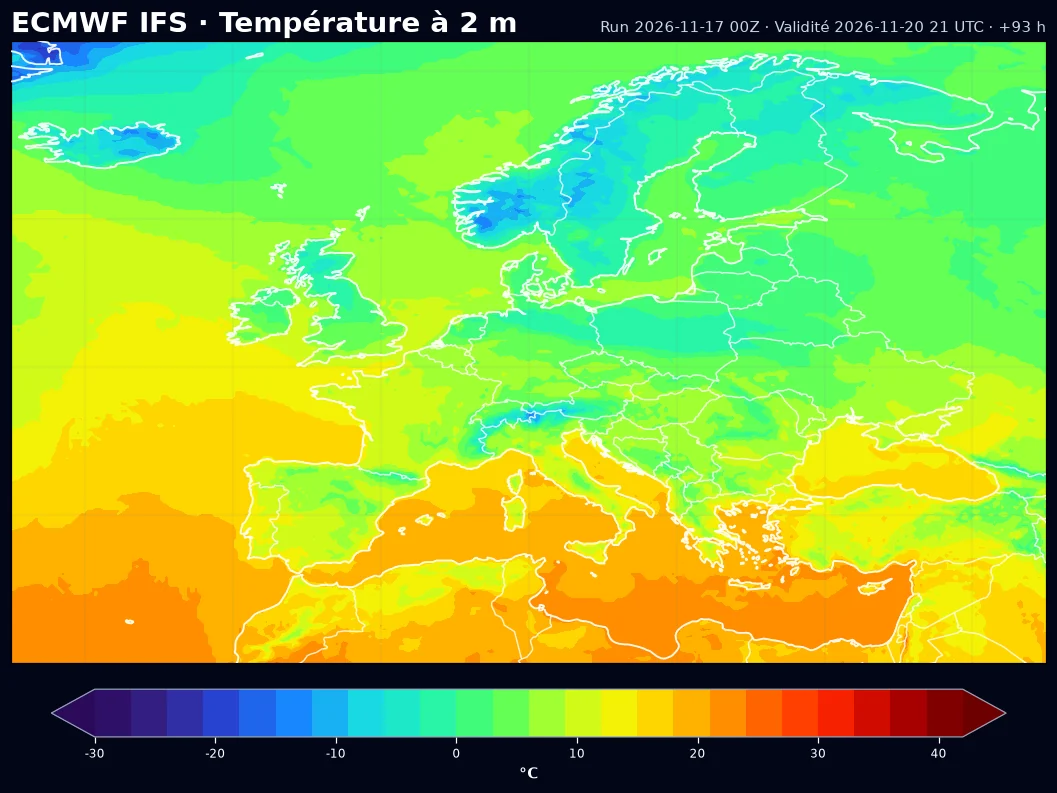 ECMWF IFS · Température à 2 m
Run 2026-11-17 00Z · Validité 2026-11-20 21 UTC · +93 h
-30 -20 -10 0 10 20 30 40
°C